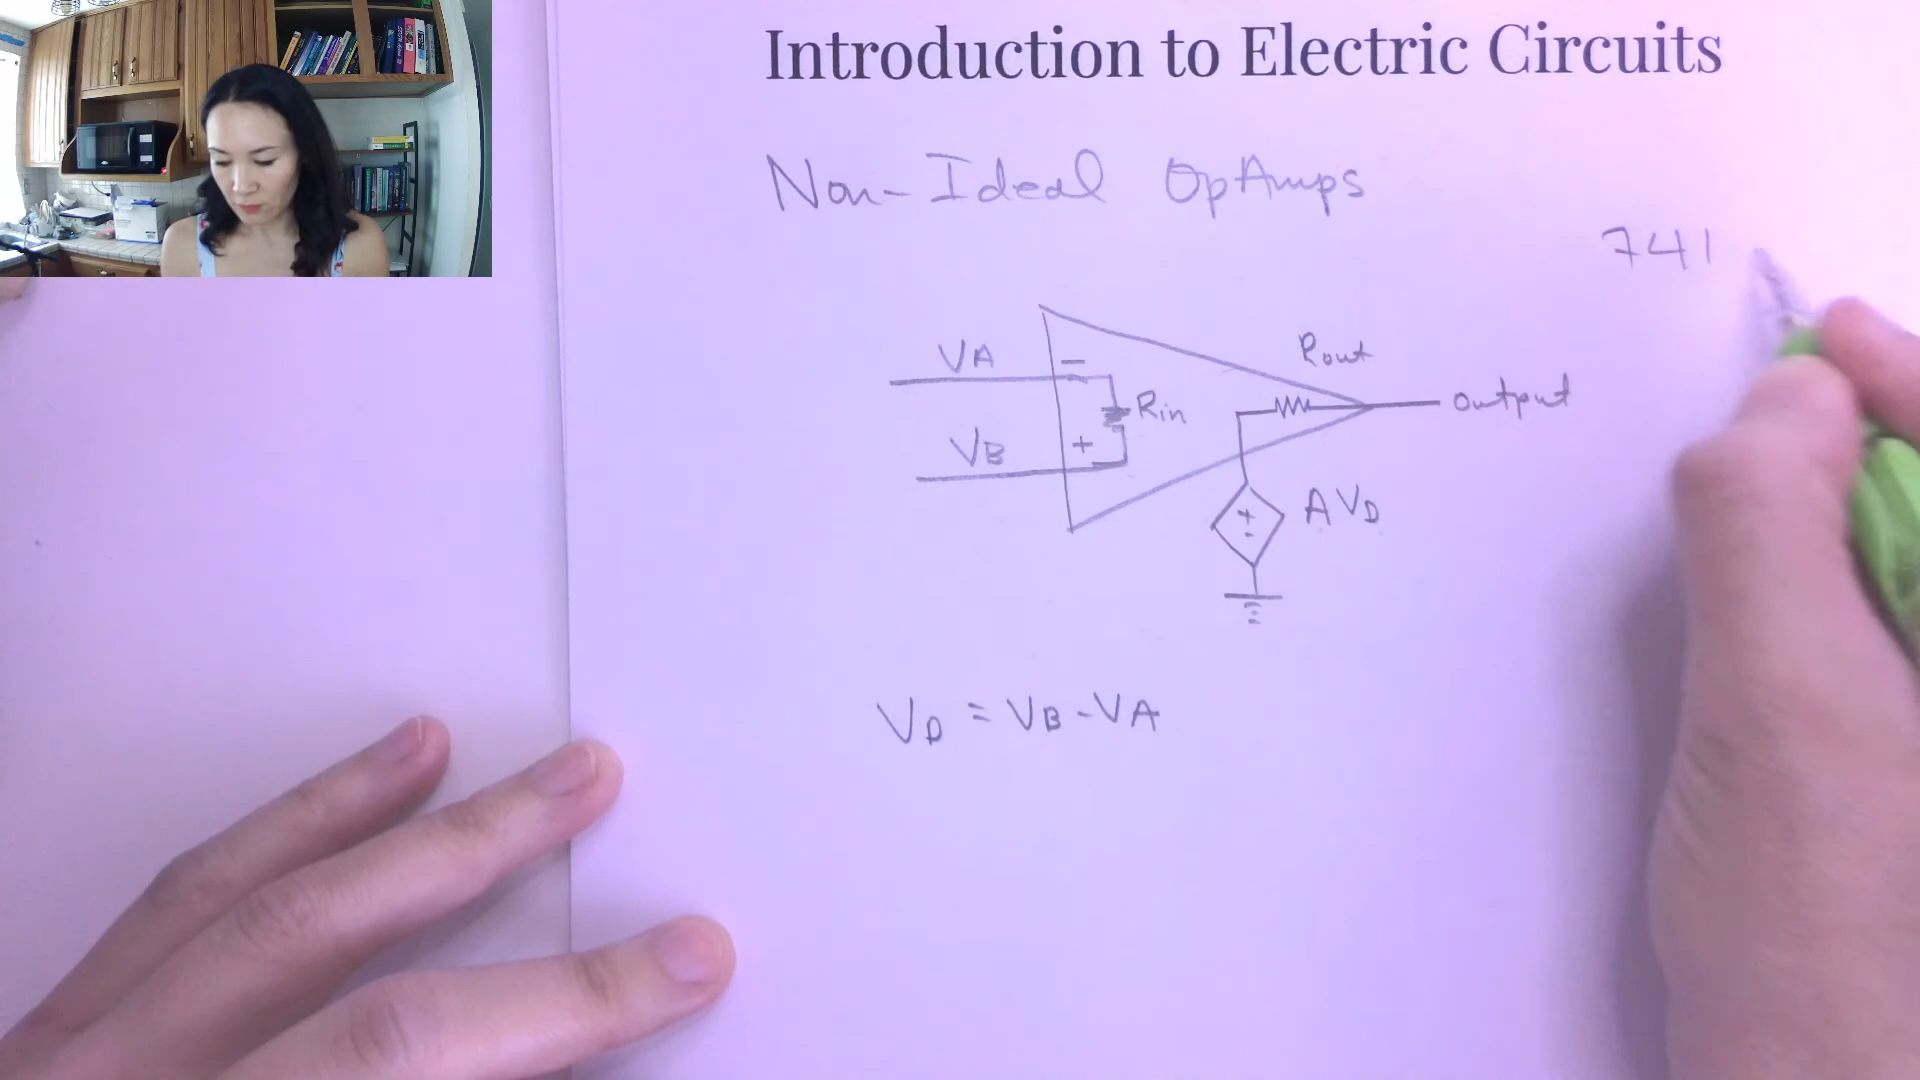 Introduction to Electric Circuits
Non-Ideal OpAmps
741
VA
-
Rout
Rin
Output
VB
+
+
-
AVD
VD = VB - VA